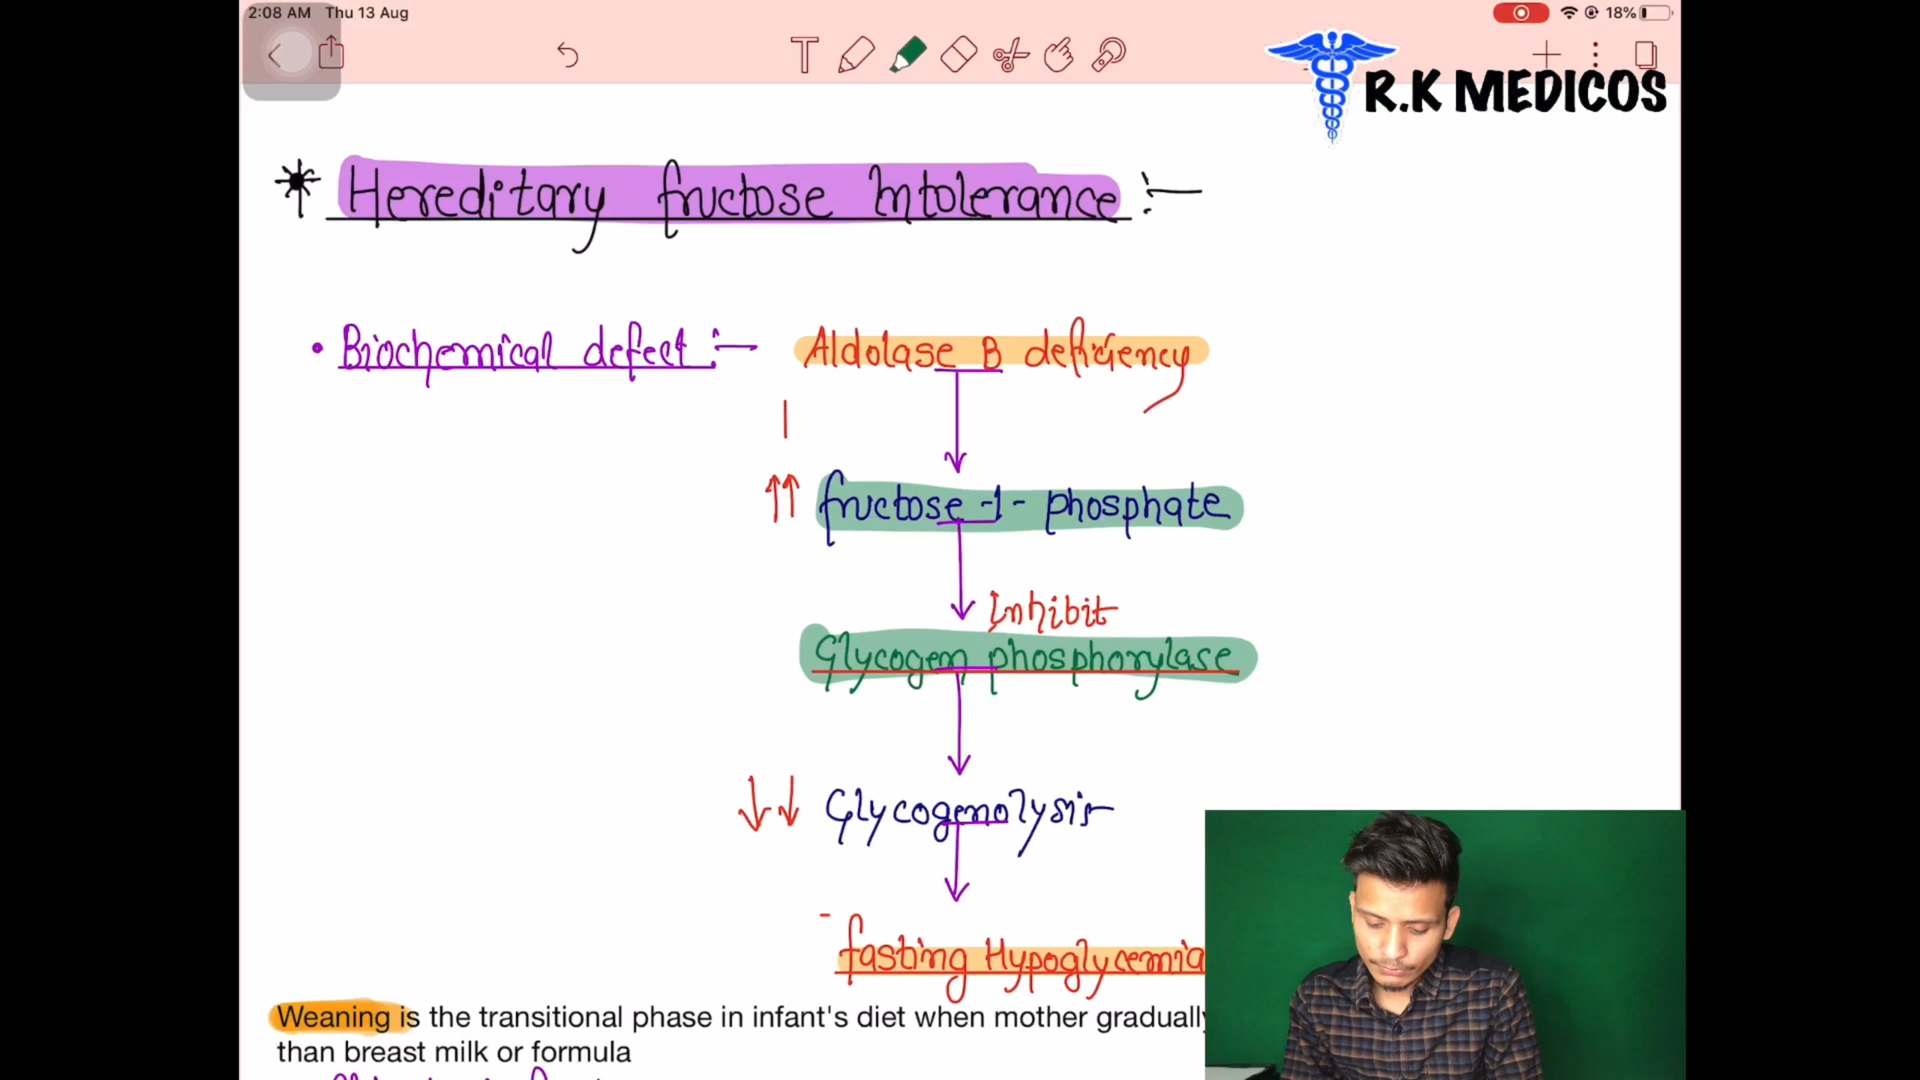 2:08 AM Thu 13 Aug
18%
T
R.K MEDICOS
Hereditary fructose Intolerance :-
• Biochemical defect :- Aldolase B deficiency
↑↑ fructose -1- phosphate
Inhibit
Glycogen phosphorylase
↓↓ Glycogenolysis
fasting Hypoglycemia
Weaning is the transitional phase in infant's diet when mother gradually
than breast milk or formula